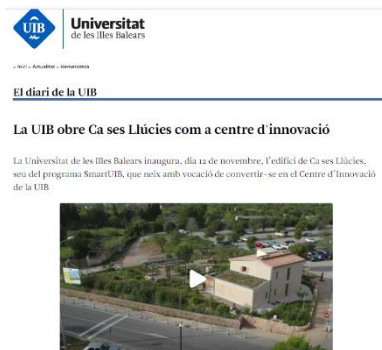 UIB
Universitat
de les Illes Balears
El diari de la UIB
La UIB obre Ca ses Llúcies com a centre d'innovació
La Universitat de les Illes Balears inaugura, dia 12 de novembre, l'edifici de Ca ses Llúcies,
seu del programa SmartUIB, que neix amb vocació de convertir-se en el Centre d'Innovació
de la UIB